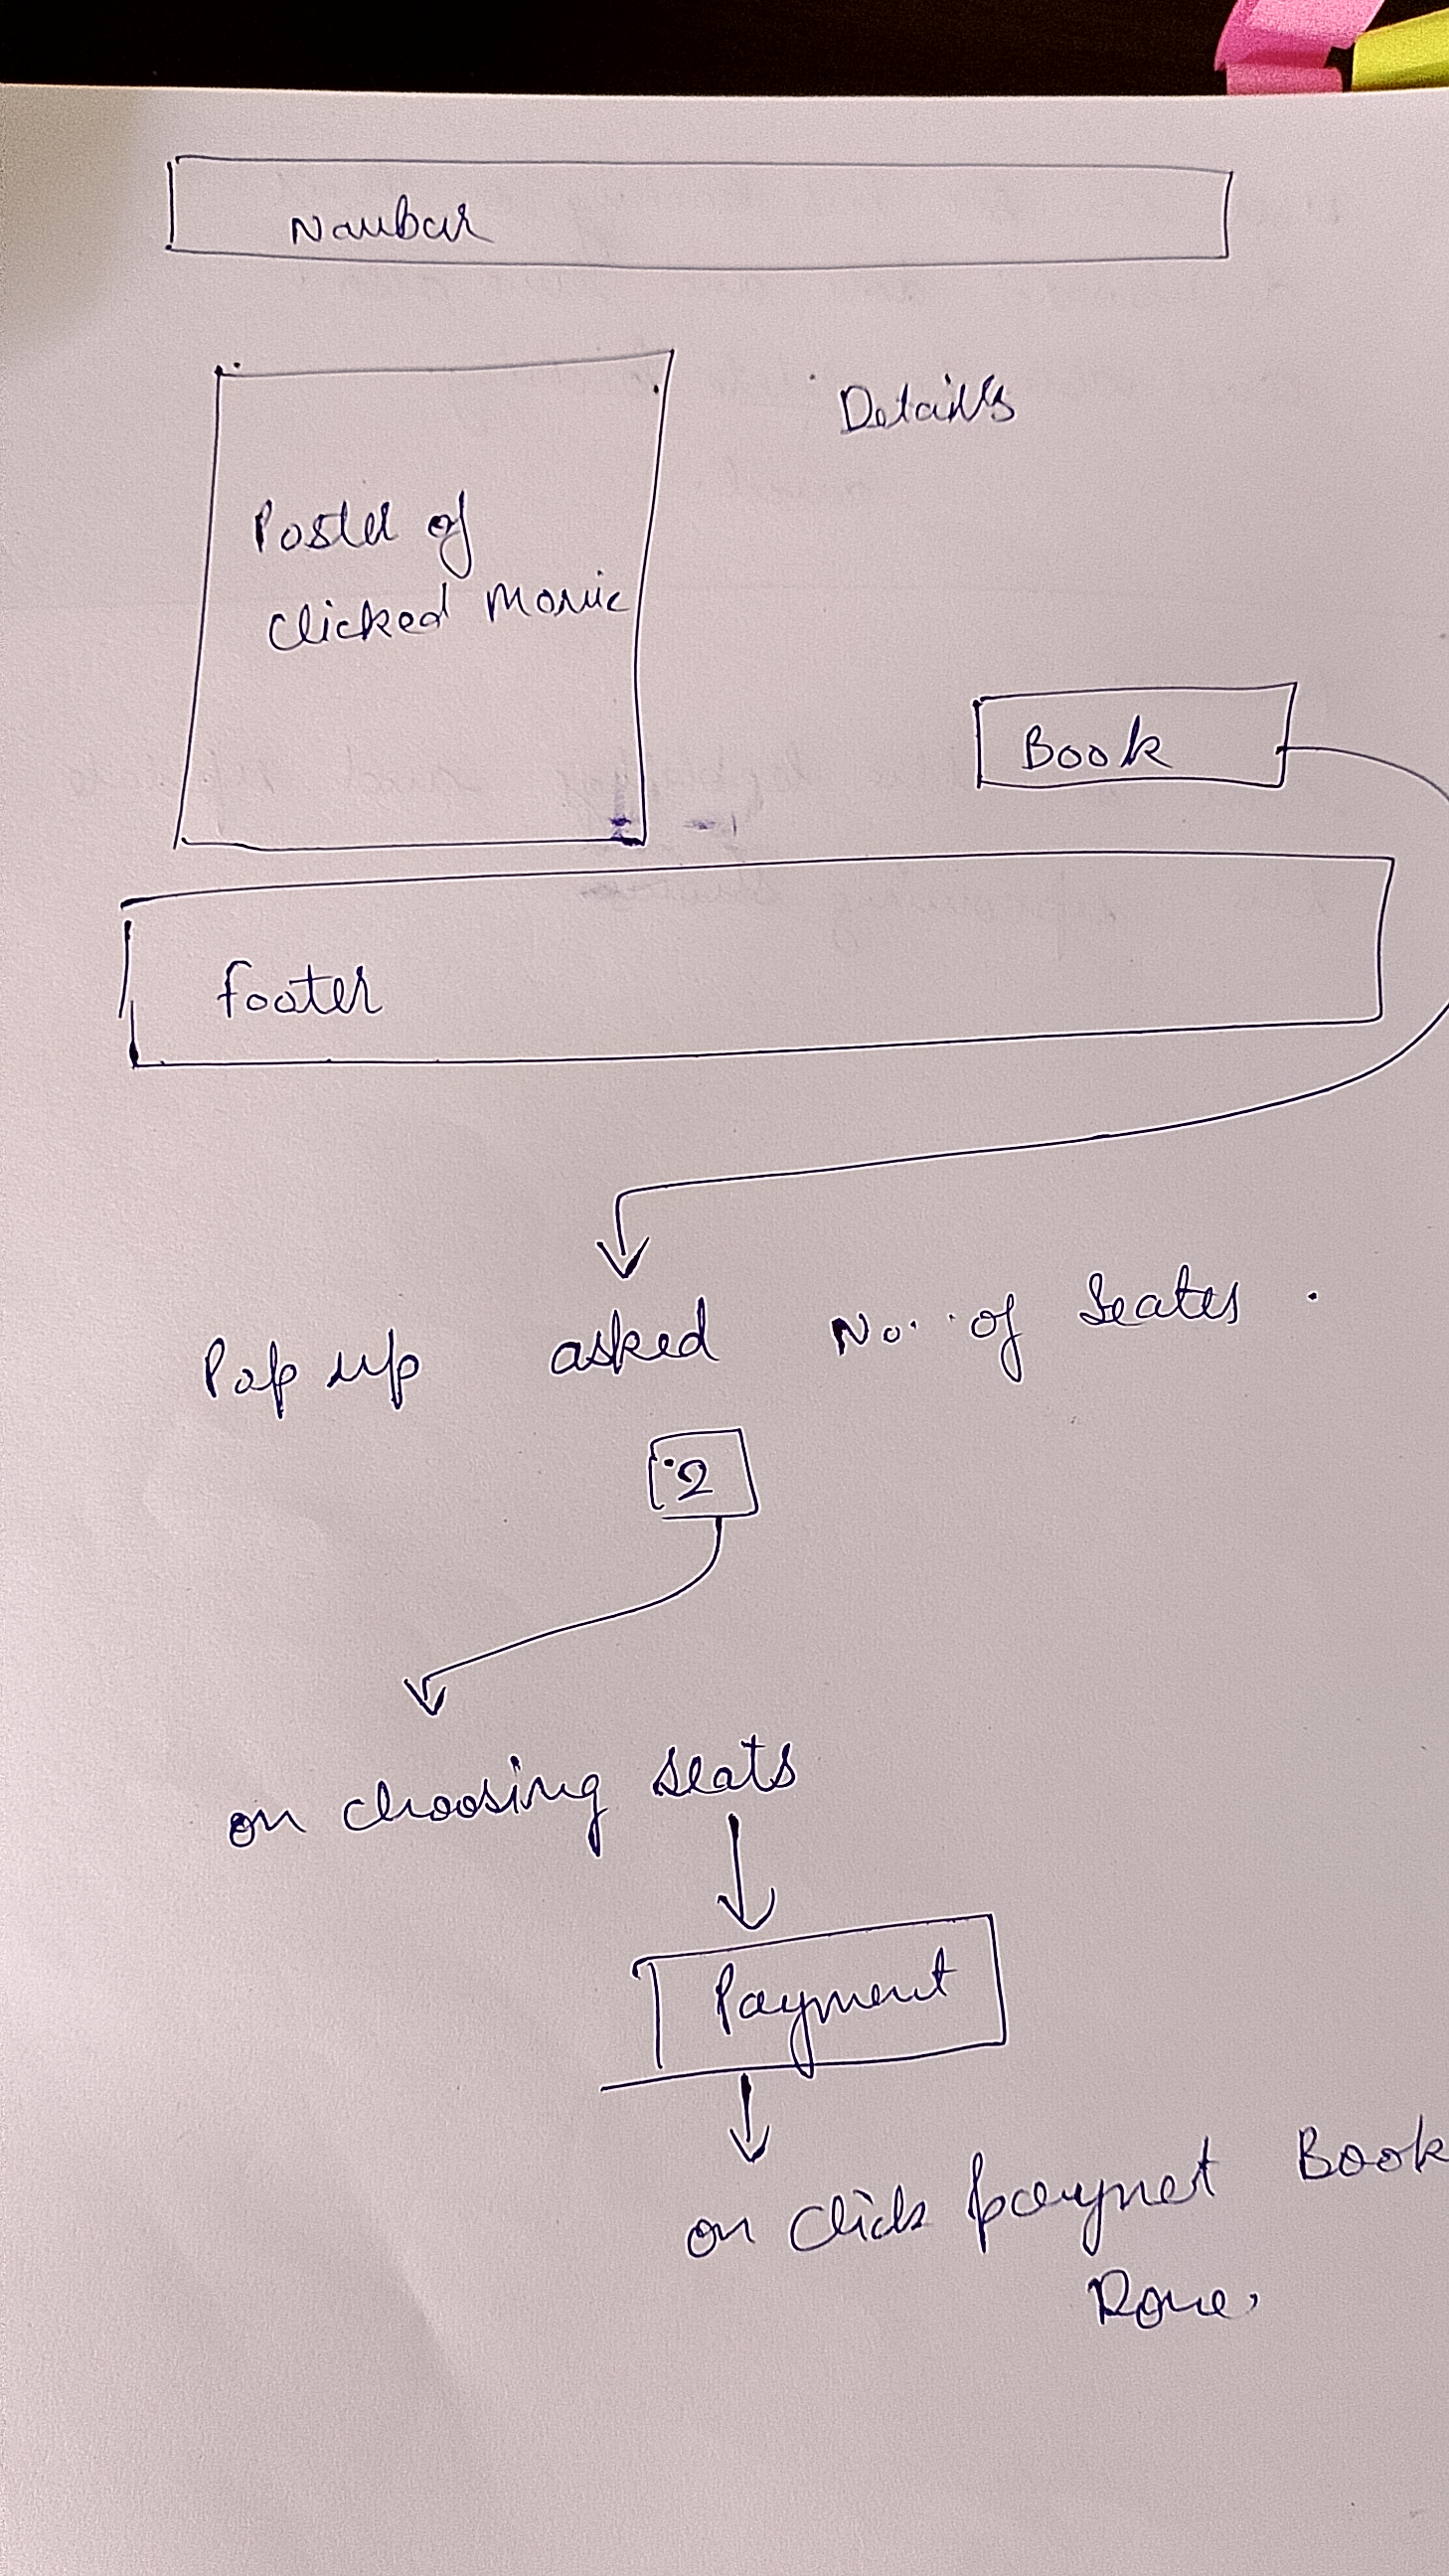 Navbar
Details
Poster of
clicked Movie
Book
footer
Pop up asked No. of Seates.
2
on choosing seats
Payment
on click paymet Book
Done.